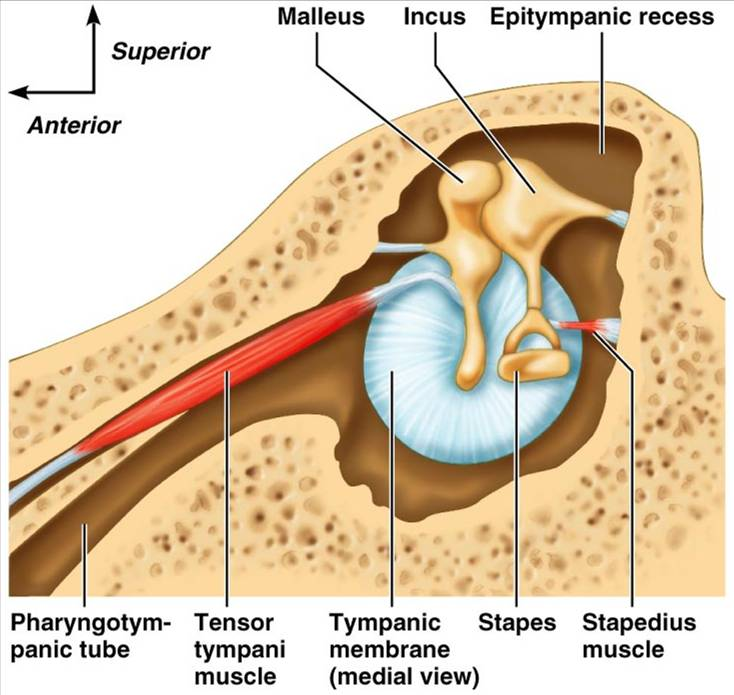 Malleus
Incus
Epitympanic recess
Superior
Anterior
Pharyngotym-
panic tube
Tensor
tympani
muscle
Tympanic
membrane
(medial view)
Stapes
Stapedius
muscle